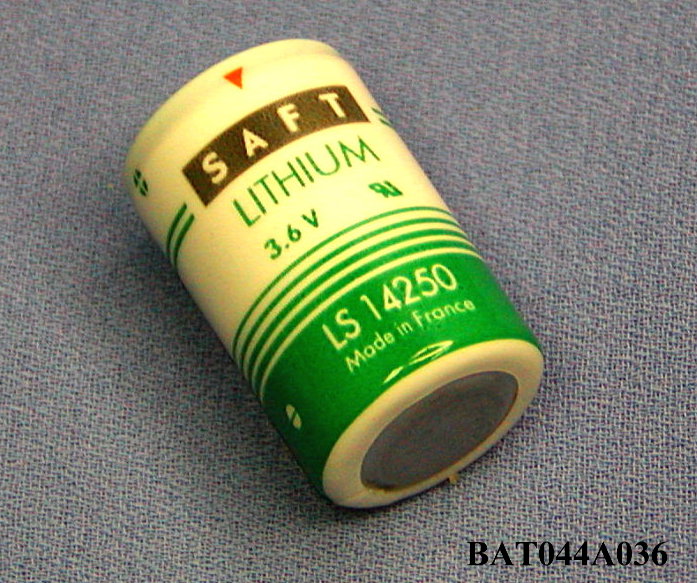 SAFT
LITHIUM
3.6 V
LS 14250
Made in France
BAT044A036